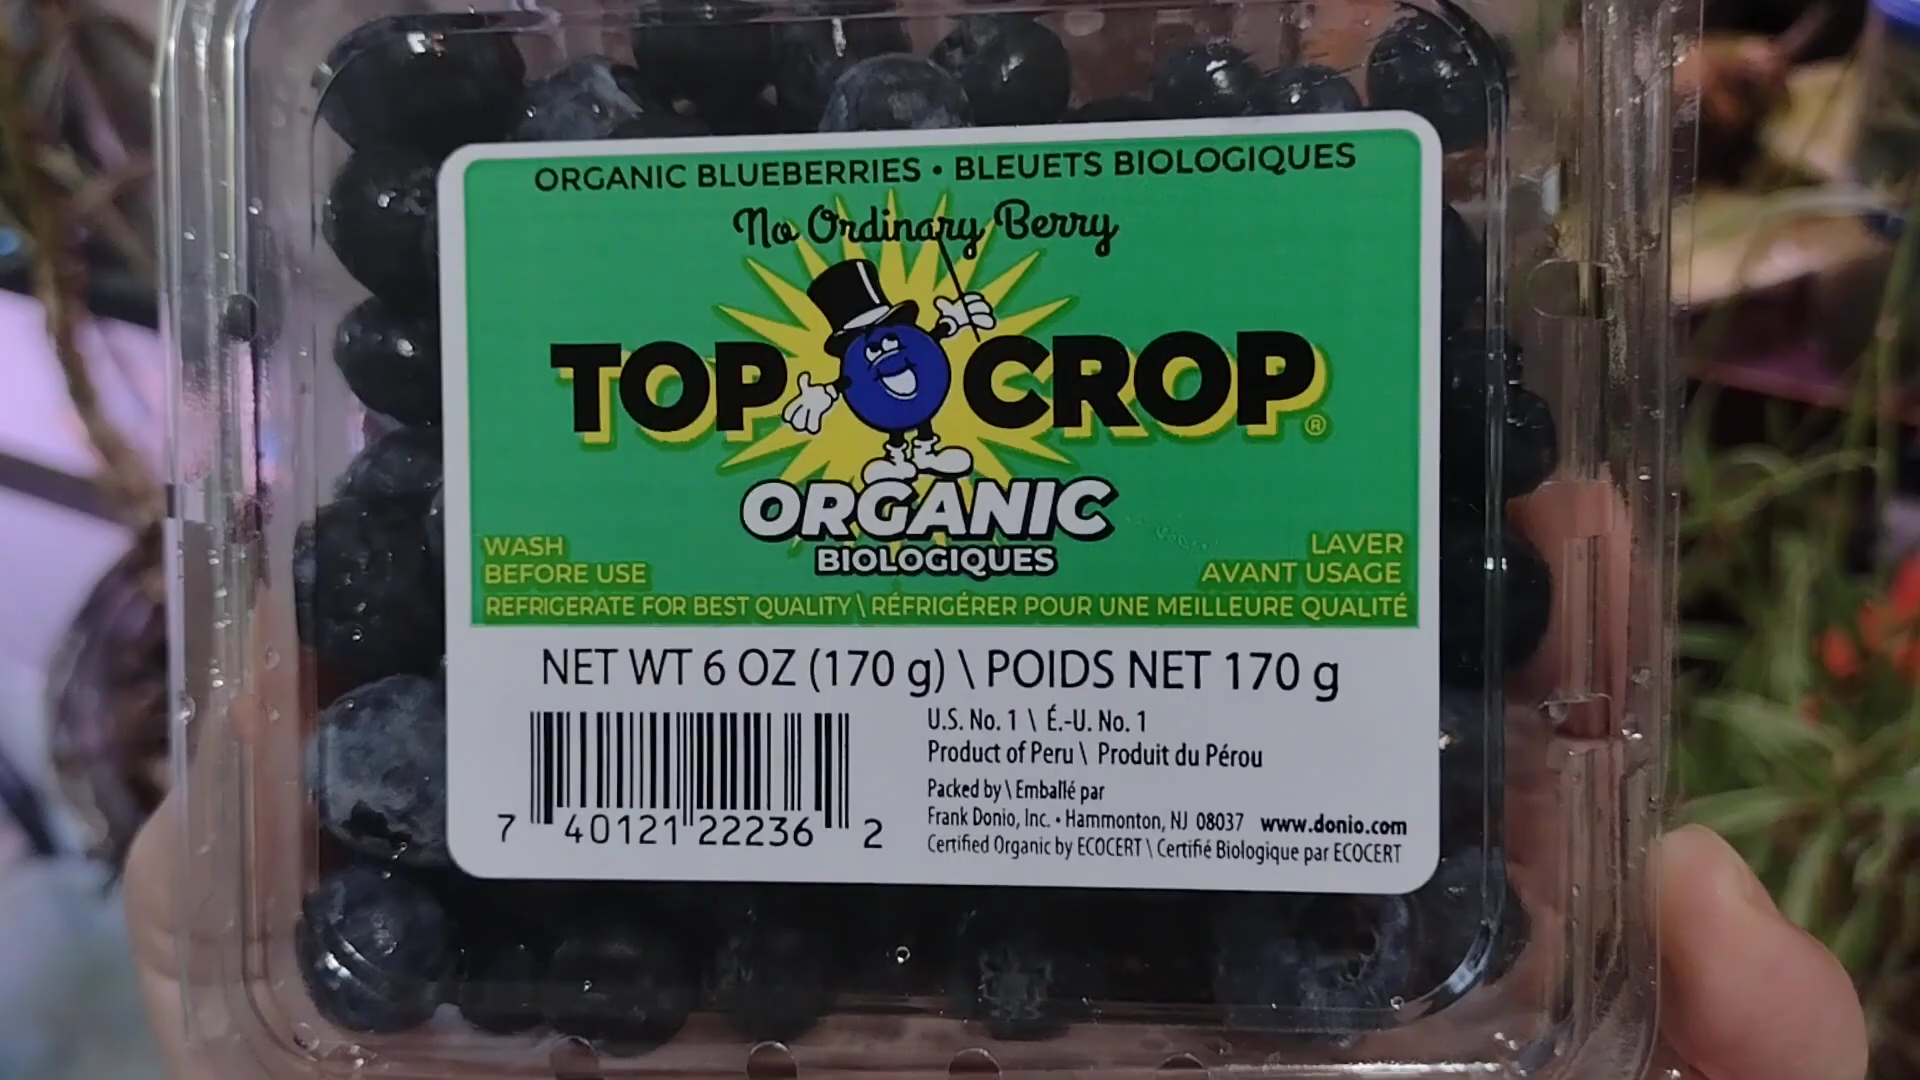 ORGANIC BLUEBERRIES • BLEUETS BIOLOGIQUES
No Ordinary Berry
TOP CROP®
ORGANIC
BIOLOGIQUES
WASH
BEFORE USE
LAVER
AVANT USAGE
REFRIGERATE FOR BEST QUALITY \ RÉFRIGÉRER POUR UNE MEILLEURE QUALITÉ
NET WT 6 OZ (170 g) \ POIDS NET 170 g
U.S. No. 1 \ É.-U. No. 1
Product of Peru \ Produit du Pérou
Packed by \ Emballé par
Frank Donio, Inc. • Hammonton, NJ 08037 www.donio.com
Certified Organic by ECOCERT \ Certifié Biologique par ECOCERT
7 40121 22236 2